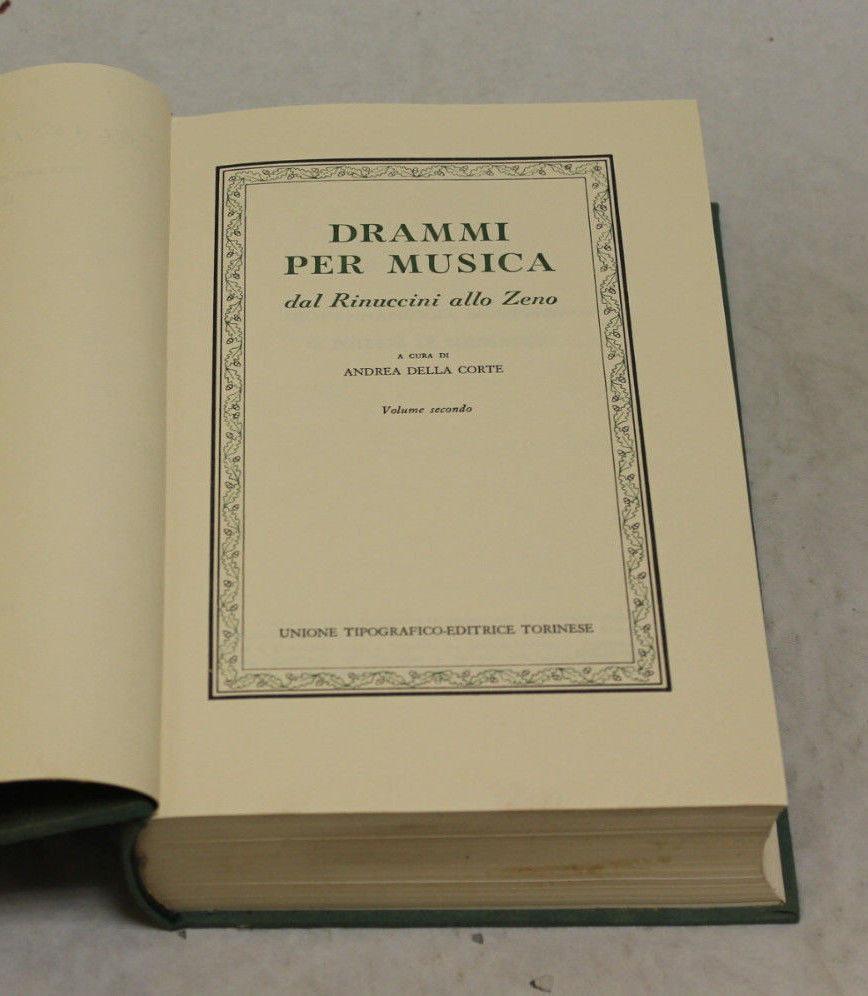 DRAMMI
PER MUSICA
dal Rinuccini allo Zeno
A CURA DI
ANDREA DELLA CORTE
Volume secondo
UNIONE TIPOGRAFICO-EDITRICE TORINESE